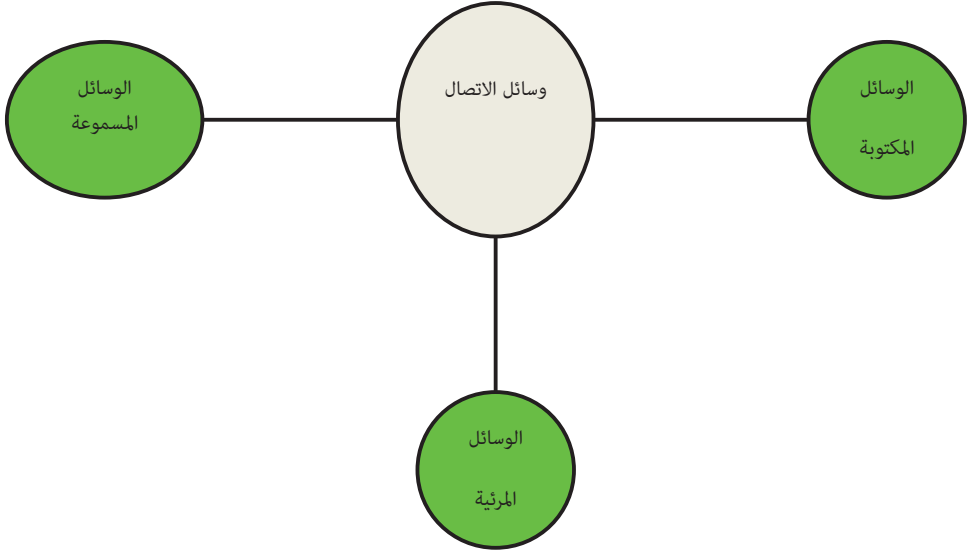 وسائل الاتصال
الوسائل
المكتوبة
الوسائل
المسموعة
الوسائل
المرئية